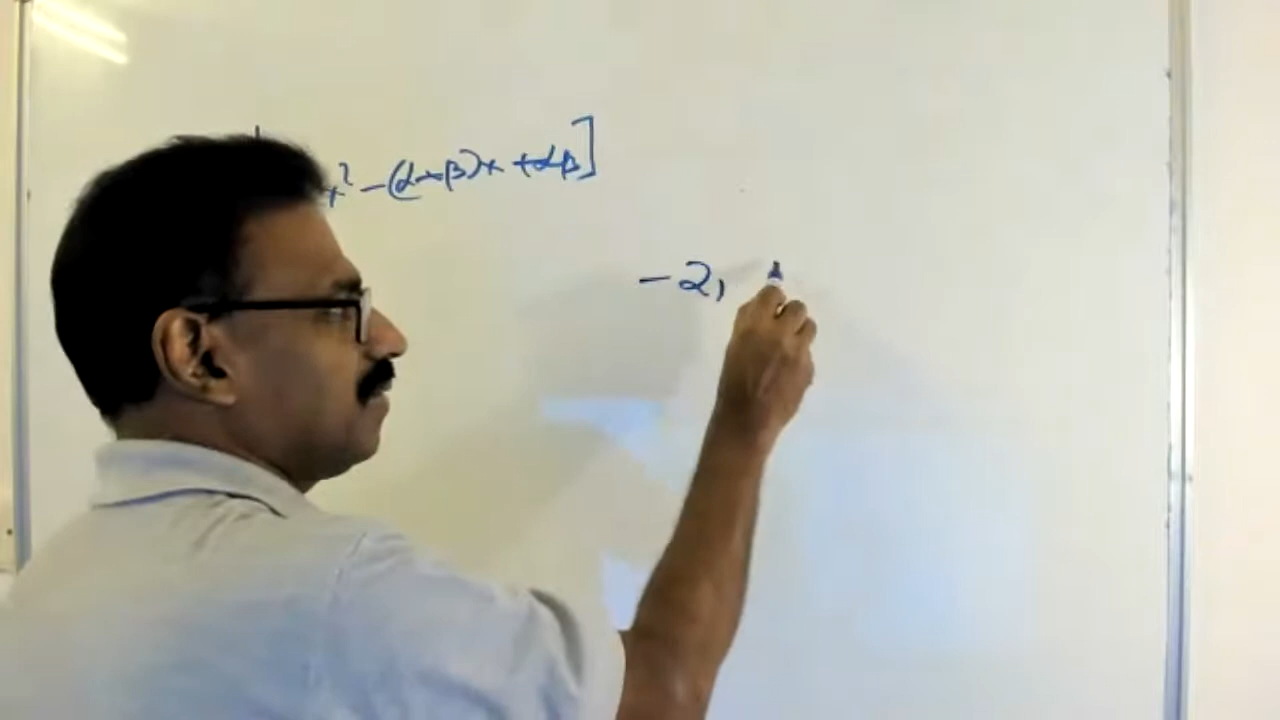 x² - (α+β)x + αβ]
-2,